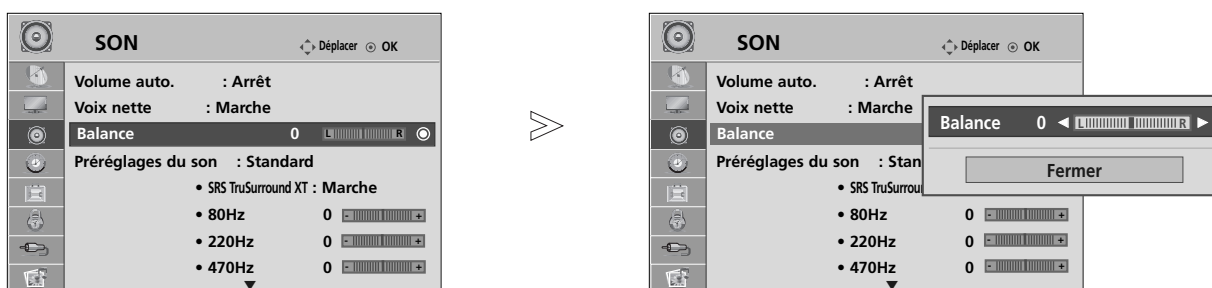 SON
Déplacer OK
Volume auto. : Arrêt
Voix nette : Marche
Balance 0 L R
Préréglages du son : Standard
• SRS TruSurround XT : Marche
• 80Hz 0 - +
• 220Hz 0 - +
• 470Hz 0 - +
SON
Déplacer OK
Volume auto. : Arrêt
Voix nette : Marche
Balance
Préréglages du son : Stan
• SRS TruSurrou
• 80Hz 0 - +
• 220Hz 0 - +
• 470Hz 0 - +
Balance 0 L R
Fermer